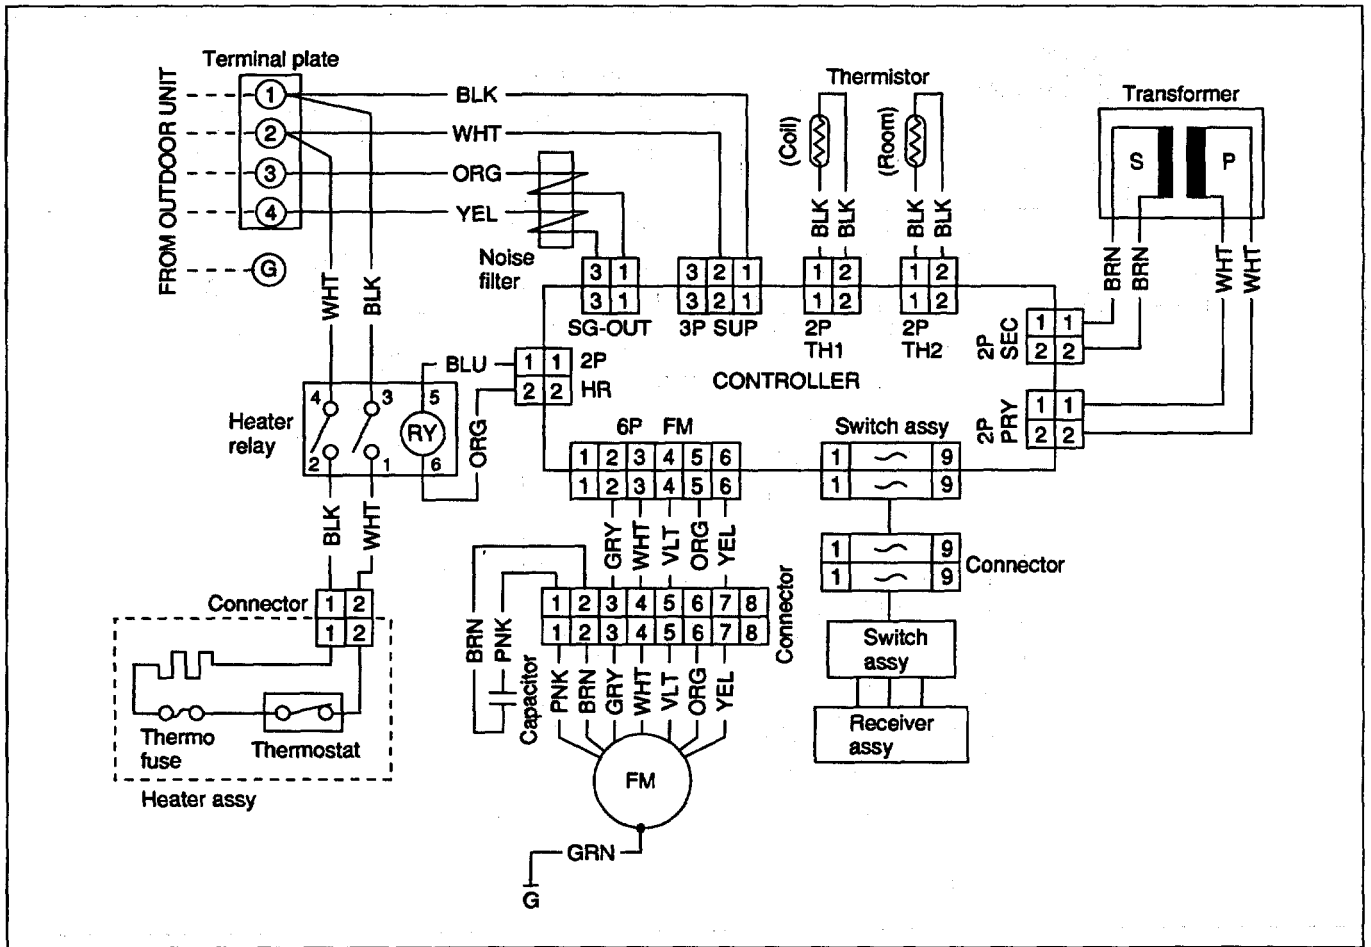 Terminal plate
FROM OUTDOOR UNIT
1
2
3
4
G
BLK
WHT
ORG
YEL
Noise
filter
Thermistor
(Coil)
(Room)
BLK
BLK
BLK
BLK
Transformer
S
P
BRN
BRN
WHT
WHT
WHT
BLK
3 1
3 1
SG-OUT
3 2 1
3 2 1
3P SUP
1 2
1 2
2P
TH1
1 2
1 2
2P
TH2
CONTROLLER
1 1
2 2
2P
SEC
1 1
2 2
2P
PRY
BLU
1 1
2 2
2P
HR
ORG
Heater
relay
4
3
5
RY
2
1
6
BLK
WHT
Connector
1 2
1 2
Thermo
fuse
Thermostat
Heater assy
6P FM
1 2 3 4 5 6
1 2 3 4 5 6
GRY
WHT
VLT
ORG
YEL
BRN
PNK
Capacitor
1 2 3 4 5 6 7 8
1 2 3 4 5 6 7 8
Connector
PNK
BRN
GRY
WHT
VLT
ORG
YEL
FM
GRN
G
Switch assy
1 9
1 9
1 9
1 9
Connector
Switch
assy
Receiver
assy